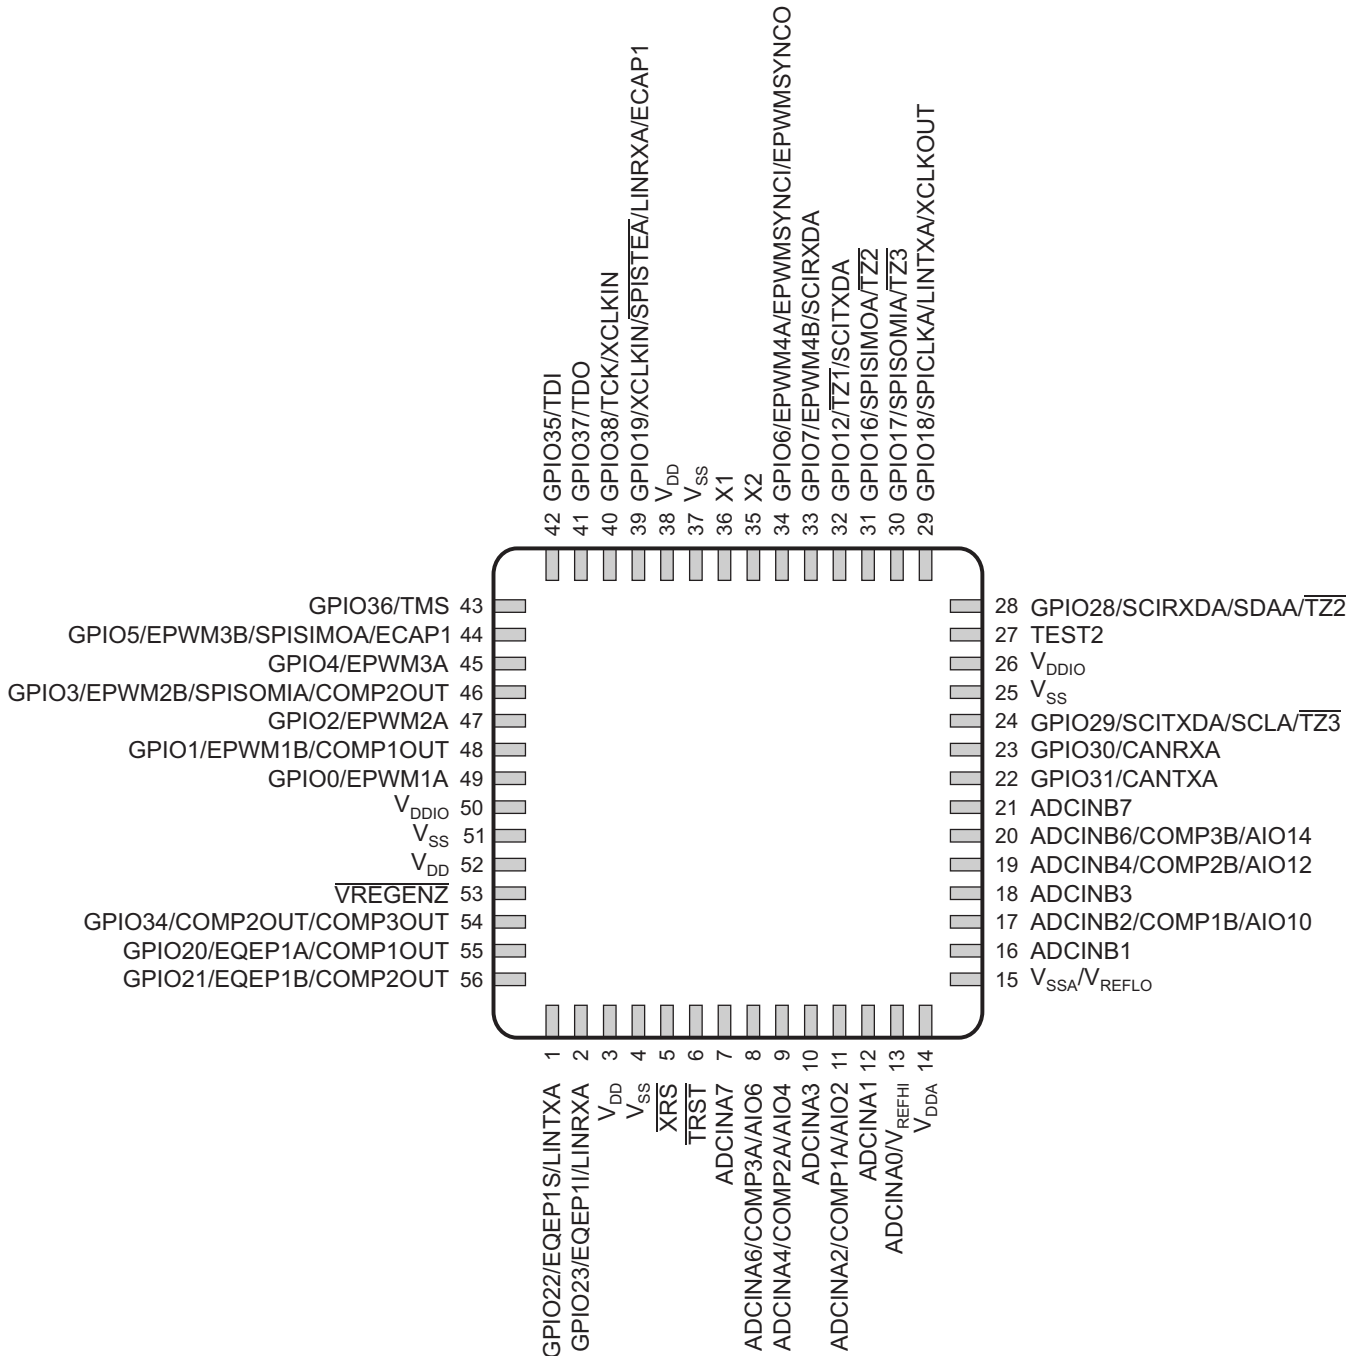 42 GPIO35/TDI
41 GPIO37/TDO
40 GPIO38/TCK/XCLKIN
39 GPIO19/XCLKIN/SPISTEA/LINRXA/ECAP1
38 VDD
37 VSS
36 X1
35 X2
34 GPIO6/EPWM4A/EPWMSYNCI/EPWMSYNCO
33 GPIO7/EPWM4B/SCIRXDA
32 GPIO12/TZ1/SCITXDA
31 GPIO16/SPISIMOA/TZ2
30 GPIO17/SPISOMIA/TZ3
29 GPIO18/SPICLKA/LINTXA/XCLKOUT
GPIO36/TMS 43
GPIO5/EPWM3B/SPISIMOA/ECAP1 44
GPIO4/EPWM3A 45
GPIO3/EPWM2B/SPISOMIA/COMP2OUT 46
GPIO2/EPWM2A 47
GPIO1/EPWM1B/COMP1OUT 48
GPIO0/EPWM1A 49
VDDIO 50
VSS 51
VDD 52
VREGENZ 53
GPIO34/COMP2OUT/COMP3OUT 54
GPIO20/EQEP1A/COMP1OUT 55
GPIO21/EQEP1B/COMP2OUT 56
28 GPIO28/SCIRXDA/SDAA/TZ2
27 TEST2
26 VDDIO
25 VSS
24 GPIO29/SCITXDA/SCLA/TZ3
23 GPIO30/CANRXA
22 GPIO31/CANTXA
21 ADCINB7
20 ADCINB6/COMP3B/AIO14
19 ADCINB4/COMP2B/AIO12
18 ADCINB3
17 ADCINB2/COMP1B/AIO10
16 ADCINB1
15 VSSA/VREFLO
GPIO22/EQEP1S/LINTXA 1
GPIO23/EQEP1I/LINRXA 2
VDD 3
VSS 4
XRS 5
TRST 6
ADCINA7 7
ADCINA6/COMP3A/AIO6 8
ADCINA4/COMP2A/AIO4 9
ADCINA3 10
ADCINA2/COMP1A/AIO2 11
ADCINA1 12
ADCINA0/VREFHI 13
VDDA 14